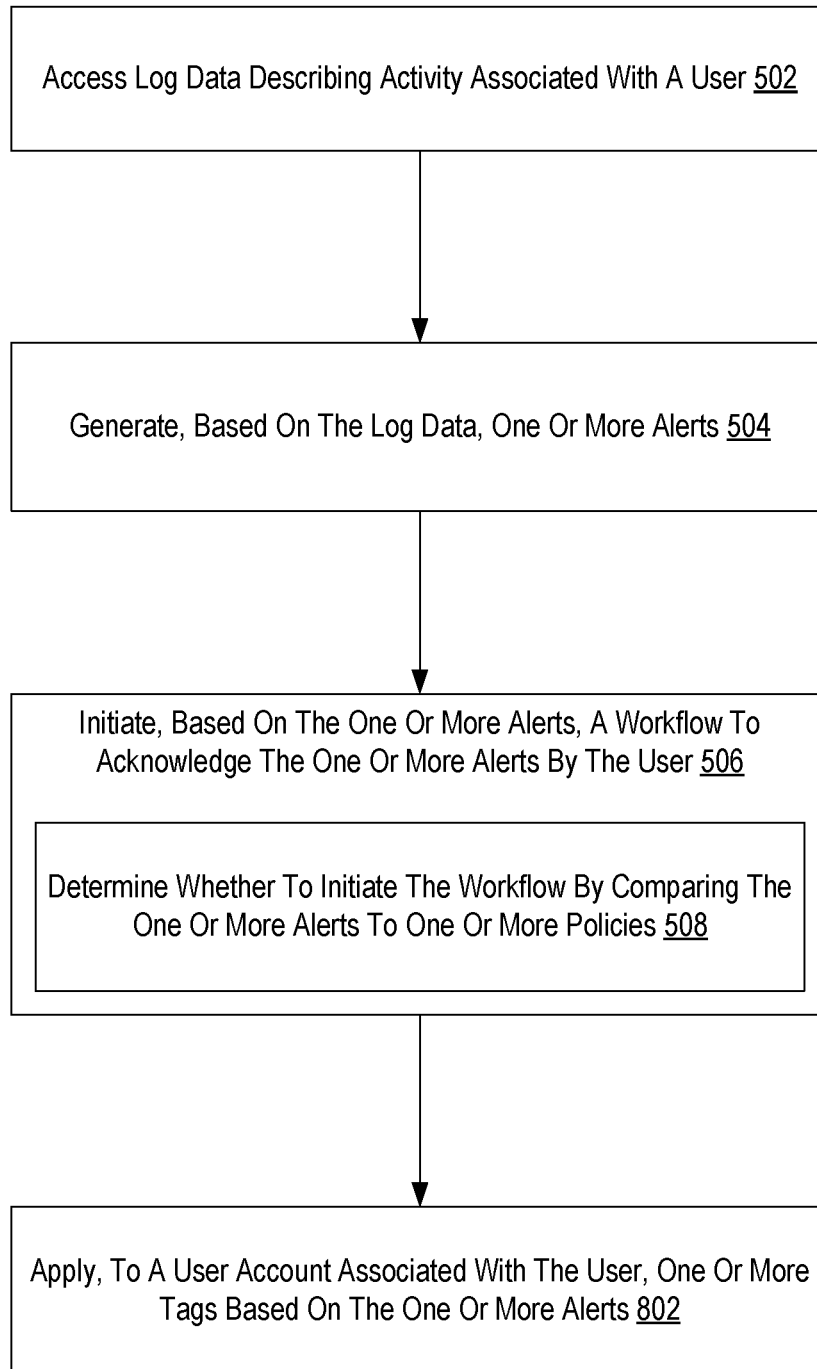 Access Log Data Describing Activity Associated With A User 502
Generate, Based On The Log Data, One Or More Alerts 504
Initiate, Based On The One Or More Alerts, A Workflow To
Acknowledge The One Or More Alerts By The User 506
Determine Whether To Initiate The Workflow By Comparing The
One Or More Alerts To One Or More Policies 508
Apply, To A User Account Associated With The User, One Or More
Tags Based On The One Or More Alerts 802